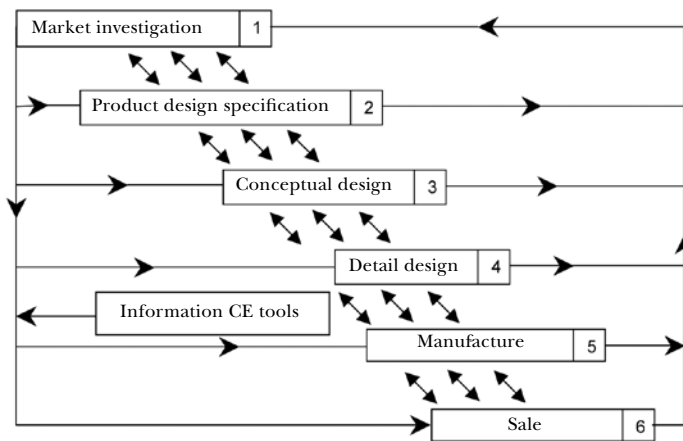 Market investigation 1
Product design specification 2
Conceptual design 3
Detail design 4
Information CE tools
Manufacture 5
Sale 6